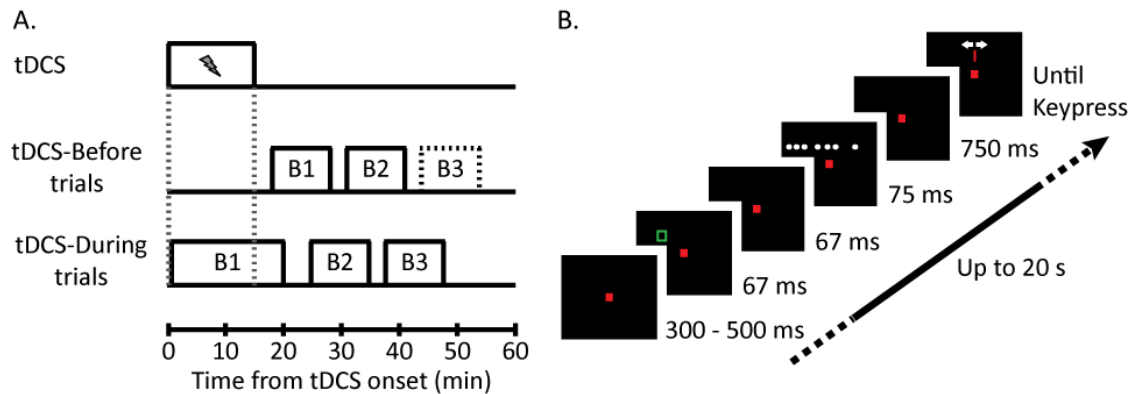 A.
tDCS
tDCS-Before
trials
B1
B2
B3
tDCS-During
trials
B1
B2
B3
0 10 20 30 40 50 60
Time from tDCS onset (min)
B.
Until
Keypress
750 ms
75 ms
67 ms
67 ms
300 - 500 ms
Up to 20 s